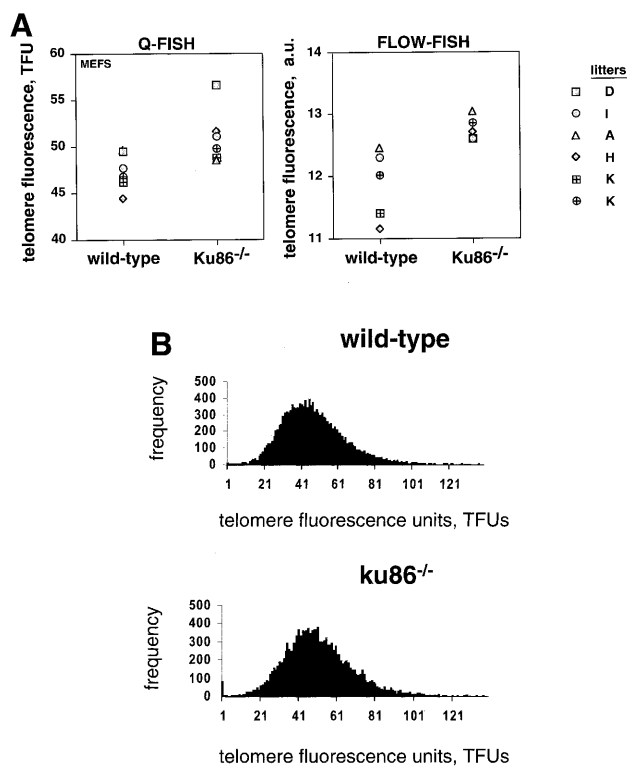 A
Q-FISH
FLOW-FISH
telomere fluorescence, TFU
60
55
50
45
40
MEFS
wild-type Ku86-/-
telomere fluorescence, a.u.
14
13
12
11
wild-type Ku86-/-
litters
D
I
A
H
K
K
B
wild-type
frequency
500
400
300
200
100
0
1 21 41 61 81 101 121
telomere fluorescence units, TFUs
ku86-/-
frequency
500
400
300
200
100
0
1 21 41 61 81 101 121
telomere fluorescence units, TFUs